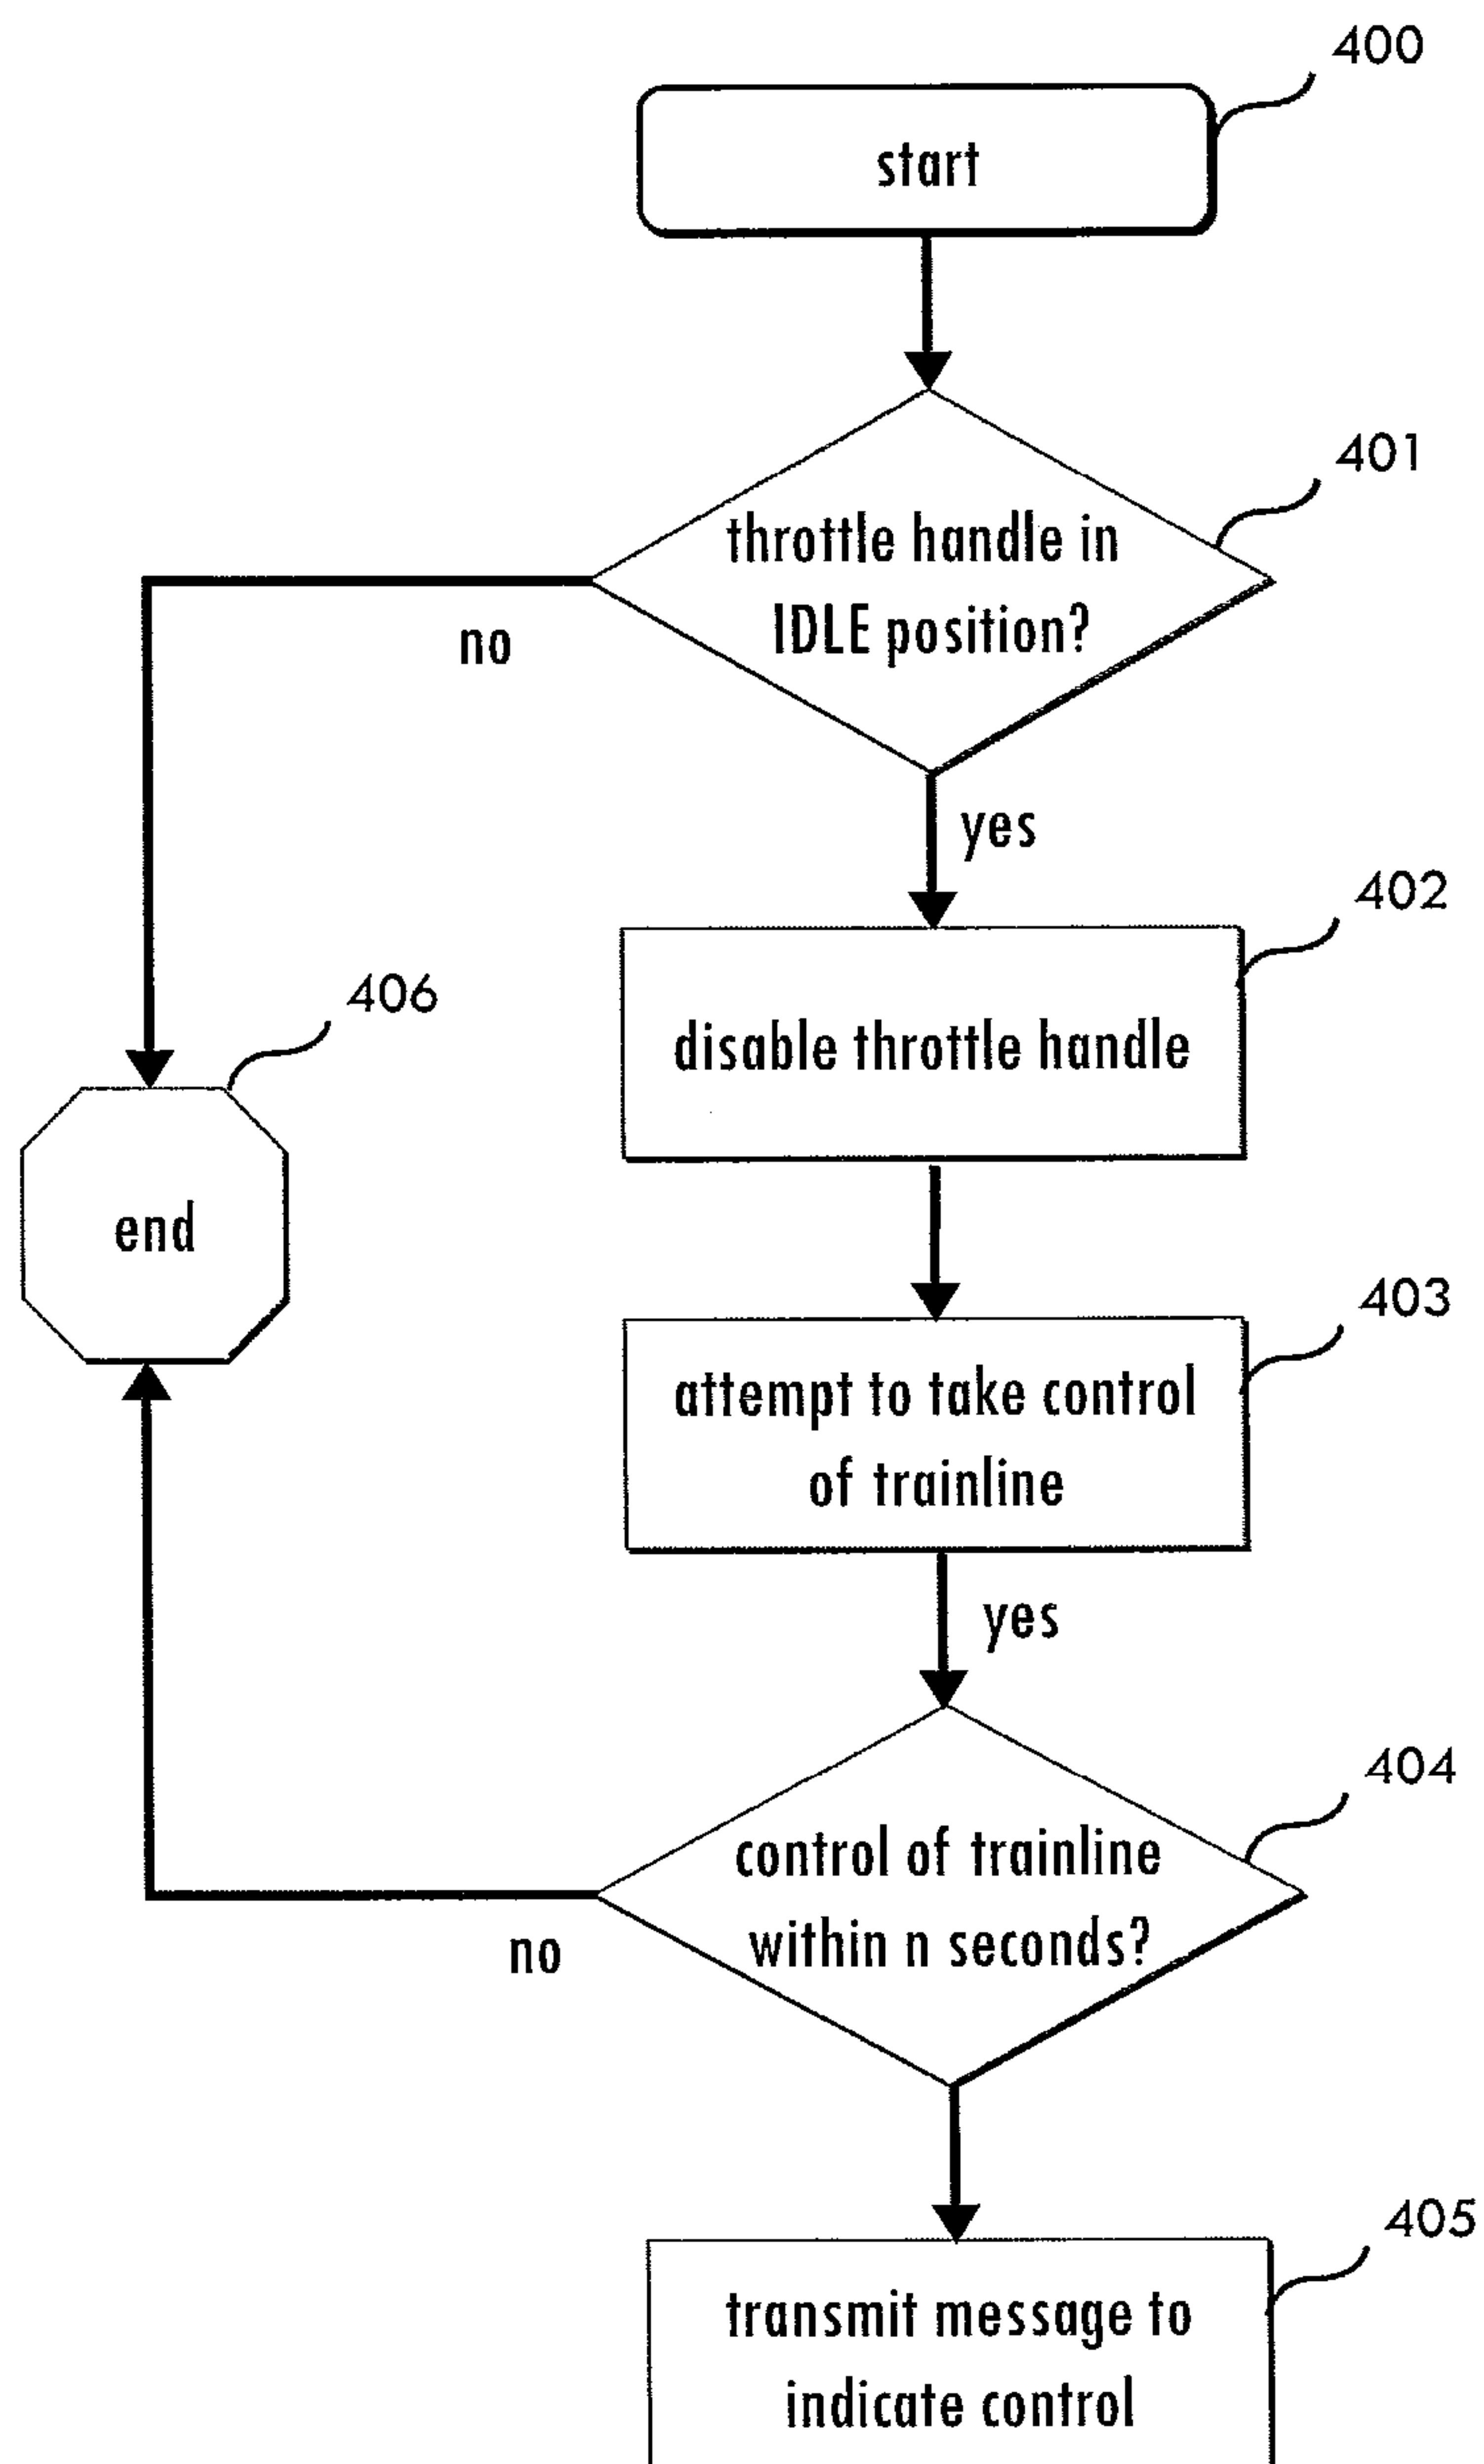 400
start
401
throttle handle in
IDLE position?
no
yes
402
disable throttle handle
406
end
403
attempt to take control
of trainline
yes
404
control of trainline
within n seconds?
no
405
transmit message to
indicate control